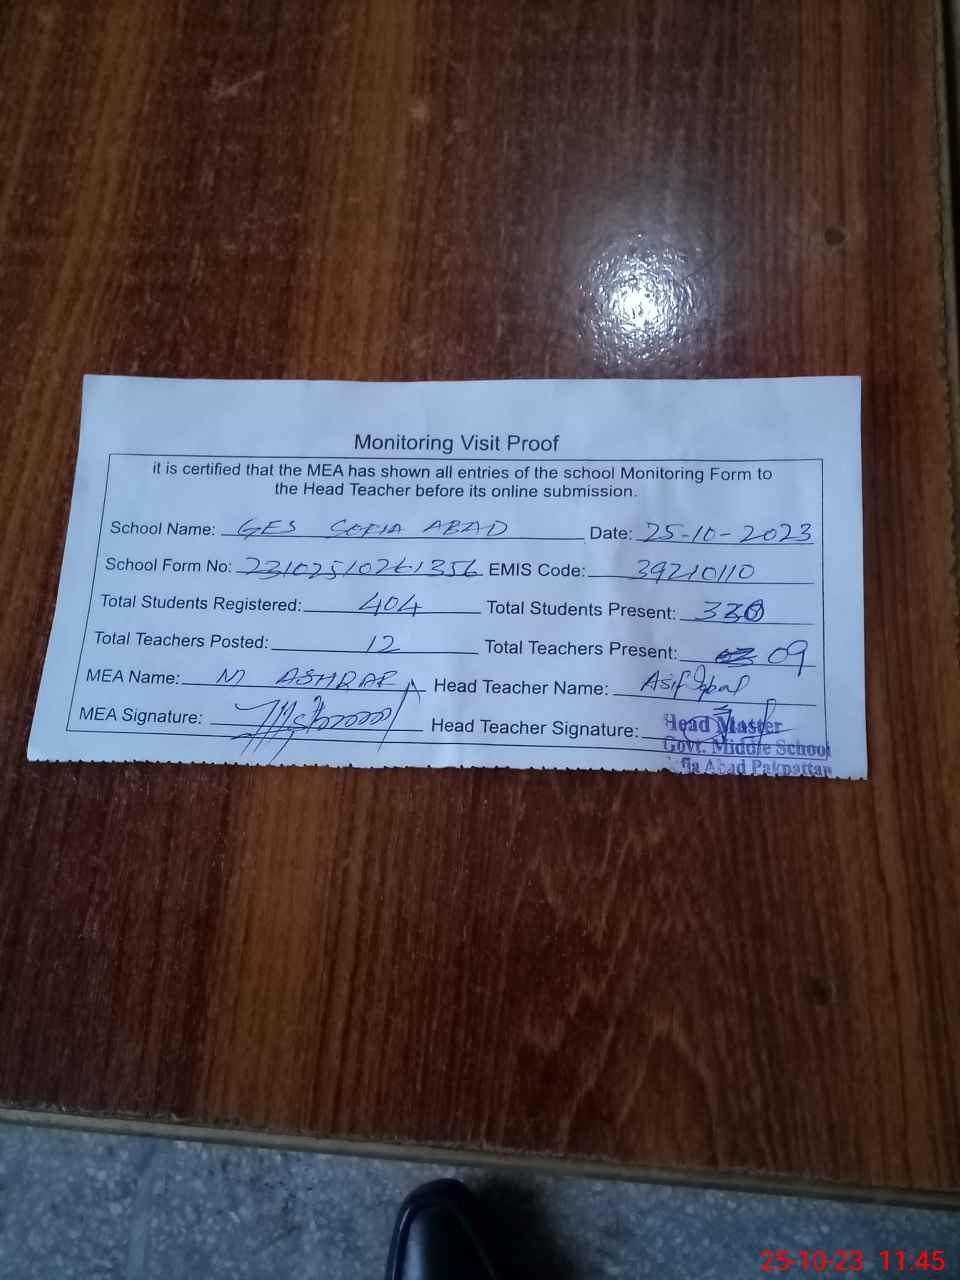 Monitoring Visit Proof
it is certified that the MEA has shown all entries of the school Monitoring Form to
the Head Teacher before its online submission.
School Name: GES SOFIA ABAD Date: 25-10-2023
School Form No: EMIS Code: 39210110
Total Students Registered: 404 Total Students Present:
Total Teachers Posted: 12 Total Teachers Present: 09
MEA Name: M ASHRAF Head Teacher Name: Asif Iqbal
MEA Signature: Head Teacher Signature:
Head Master
Govt. Middle School
Abad Pakpattan
25-10-23 11:45